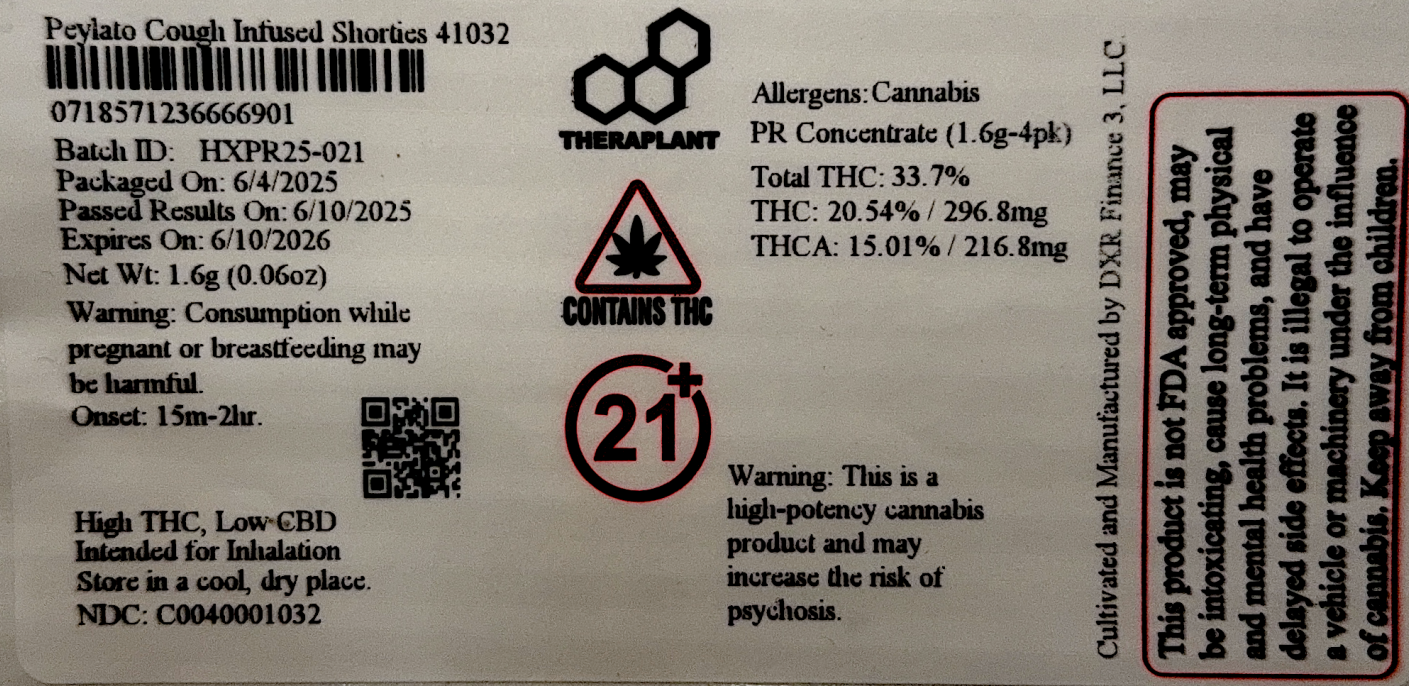 Peylato Cough Infused Shorties 41032
0718571236666901
Batch ID: HXPR25-021
Packaged On: 6/4/2025
Passed Results On: 6/10/2025
Expires On: 6/10/2026
Net Wt: 1.6g (0.06oz)
Warning: Consumption while
pregnant or breastfeeding may
be harmful.
Onset: 15m-2hr.
High THC, Low CBD
Intended for Inhalation
Store in a cool, dry place.
NDC: C0040001032
THERAPLANT
CONTAINS THC
21+
Allergens: Cannabis
PR Concentrate (1.6g-4pk)
Total THC: 33.7%
THC: 20.54% / 296.8mg
THCA: 15.01% / 216.8mg
Warning: This is a
high-potency cannabis
product and may
increase the risk of
psychosis.
Cultivated and Manufactured by DXR Finance 3, LLC.
This product is not FDA approved, may
be intoxicating, cause long-term physical
and mental health problems, and have
delayed side effects. It is illegal to operate
a vehicle or machinery under the influence
of cannabis. Keep away from children.